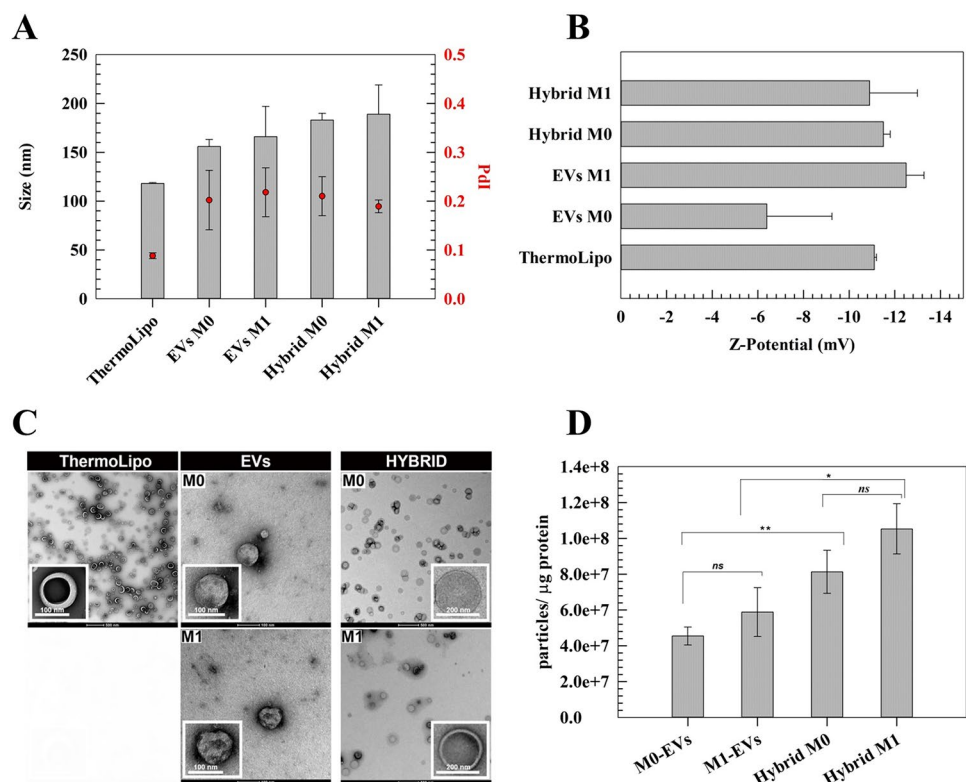 A
250
200
150
100
50
0
Size (nm)
0.5
0.4
0.3
0.2
0.1
0.0
PdI
ThermoLipo
EVs M0
EVs M1
Hybrid M0
Hybrid M1
B
Hybrid M1
Hybrid M0
EVs M1
EVs M0
ThermoLipo
0 -2 -4 -6 -8 -10 -12 -14
Z-Potential (mV)
C
ThermoLipo EVs HYBRID
M0 M0
100 nm 100 nm 200 nm
M1 M1
100 nm 200 nm
D
1.4e+8
1.2e+8
1.0e+8
8.0e+7
6.0e+7
4.0e+7
2.0e+7
0.0
particles/ μg protein
*
ns
**
ns
M0-EVs
M1-EVs
Hybrid M0
Hybrid M1